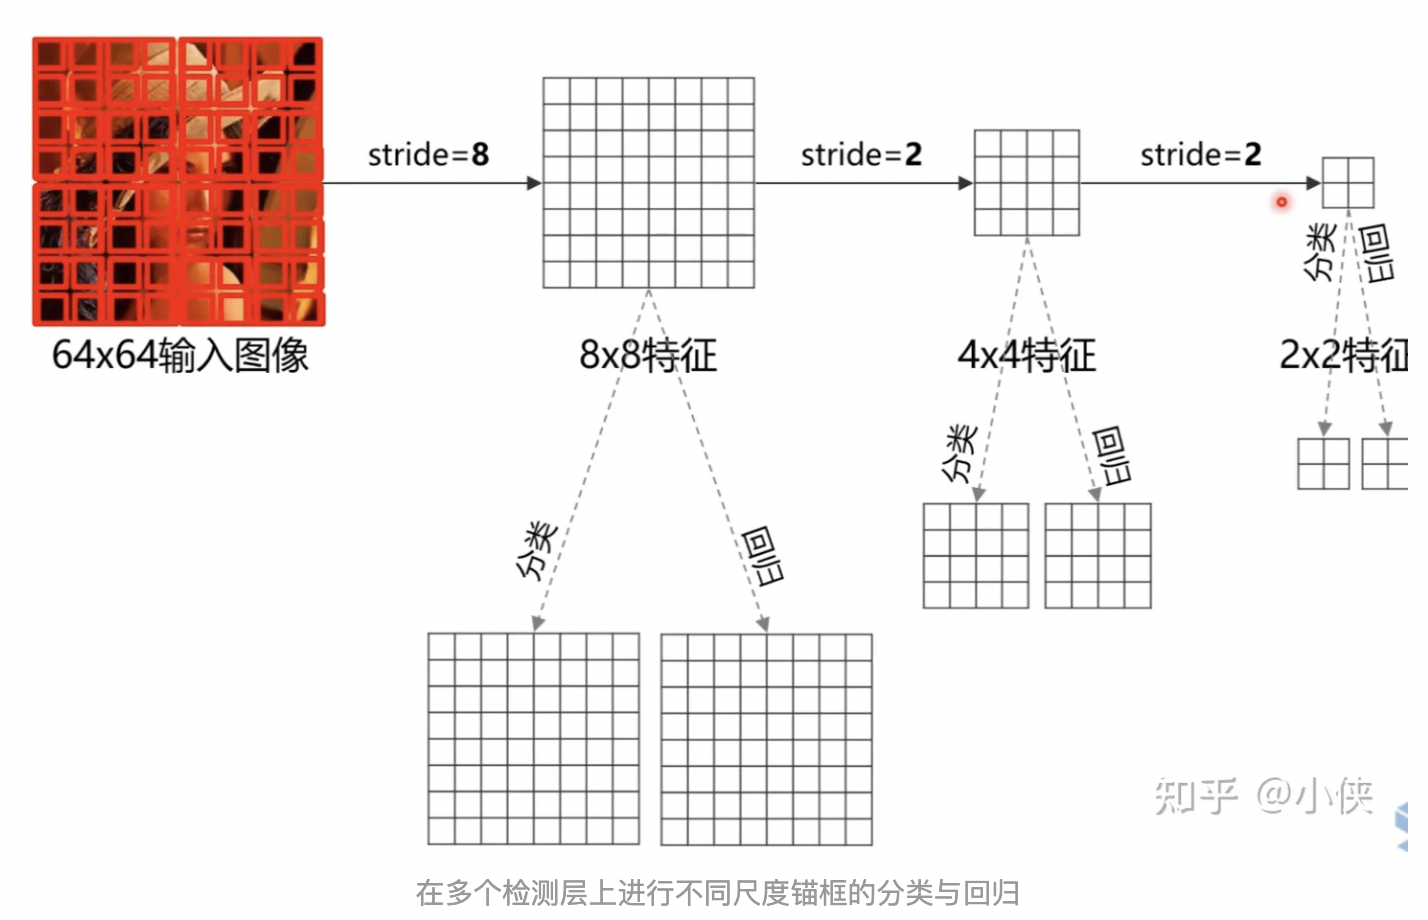 stride=8
stride=2
stride=2
分类
回归
64x64输入图像
8x8特征
4x4特征
2x2特征
分类
回归
分类
回归
知乎 @小侠
在多个检测层上进行不同尺度锚框的分类与回归